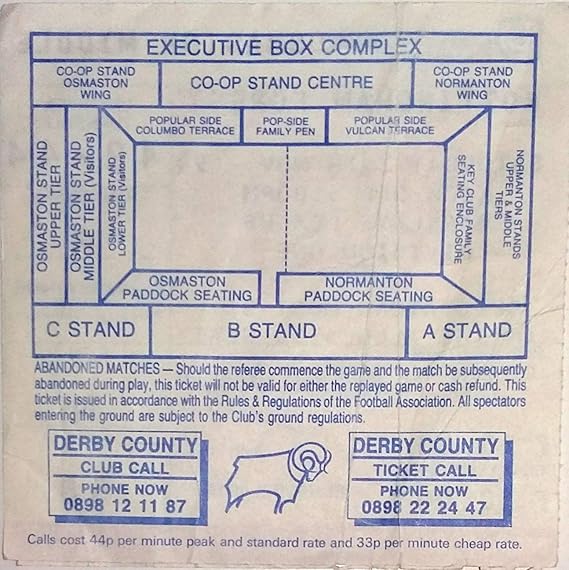 EXECUTIVE BOX COMPLEX
CO-OP STAND
OSMASTON
WING
CO-OP STAND CENTRE
CO-OP STAND
NORMANTON
WING
POPULAR SIDE
COLUMBO TERRACE
POP-SIDE
FAMILY PEN
POPULAR SIDE
VULCAN TERRACE
OSMASTON STAND
UPPER TIER
OSMASTON STAND
MIDDLE TIER (Visitors)
OSMASTON STAND
LOWER TIER (Visitors)
KEY CLUB FAMILY
SEATING ENCLOSURE
NORMANTON STANDS
UPPER & MIDDLE
TIERS
OSMASTON
PADDOCK SEATING
NORMANTON
PADDOCK SEATING
C STAND
B STAND
A STAND
ABANDONED MATCHES — Should the referee commence the game and the match be subsequently
abandoned during play, this ticket will not be valid for either the replayed game or cash refund. This
ticket is issued in accordance with the Rules & Regulations of the Football Association. All spectators
entering the ground are subject to the Club's ground regulations.
DERBY COUNTY
CLUB CALL
PHONE NOW
0898 12 11 87
DERBY COUNTY
TICKET CALL
PHONE NOW
0898 22 24 47
Calls cost 44p per minute peak and standard rate and 33p per minute cheap rate.